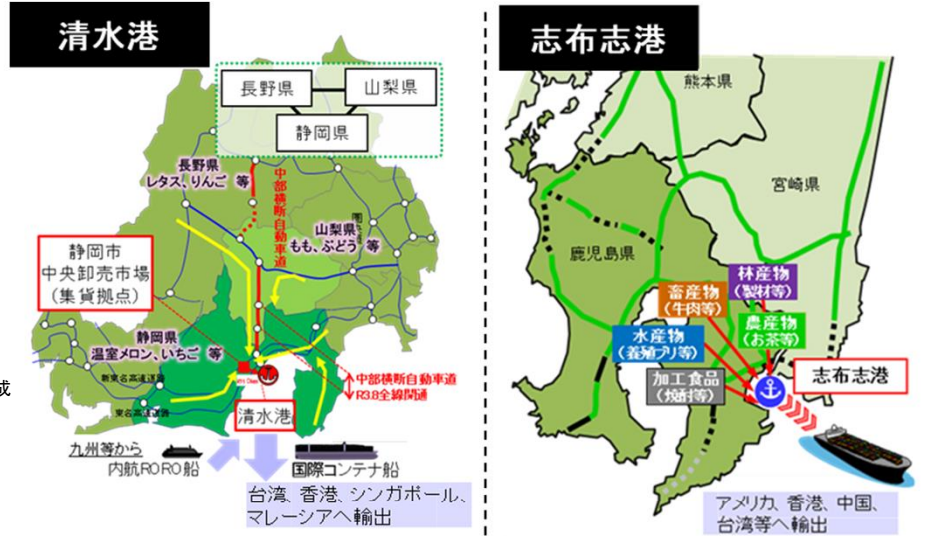 清水港
長野県
山梨県
静岡県
長野県
レタス、りんご 等
中部横断自動車道
山梨県
もも、ぶどう 等
静岡市
中央卸売市場
(集貨拠点)
静岡県
温室メロン、いちご 等
新東名高速道路
東名高速道路
中部横断自動車道
R3.8全線開通
清水港
九州等から
内航RORO船
国際コンテナ船
台湾、香港、シンガポール、
マレーシアへ輸出
成
志布志港
熊本県
宮崎県
鹿児島県
林産物
(製材等)
畜産物
(牛肉等)
農産物
(お茶等)
水産物
(養殖ブリ等)
加工食品
(焼酎等)
志布志港
アメリカ、香港、中国、
台湾等へ輸出